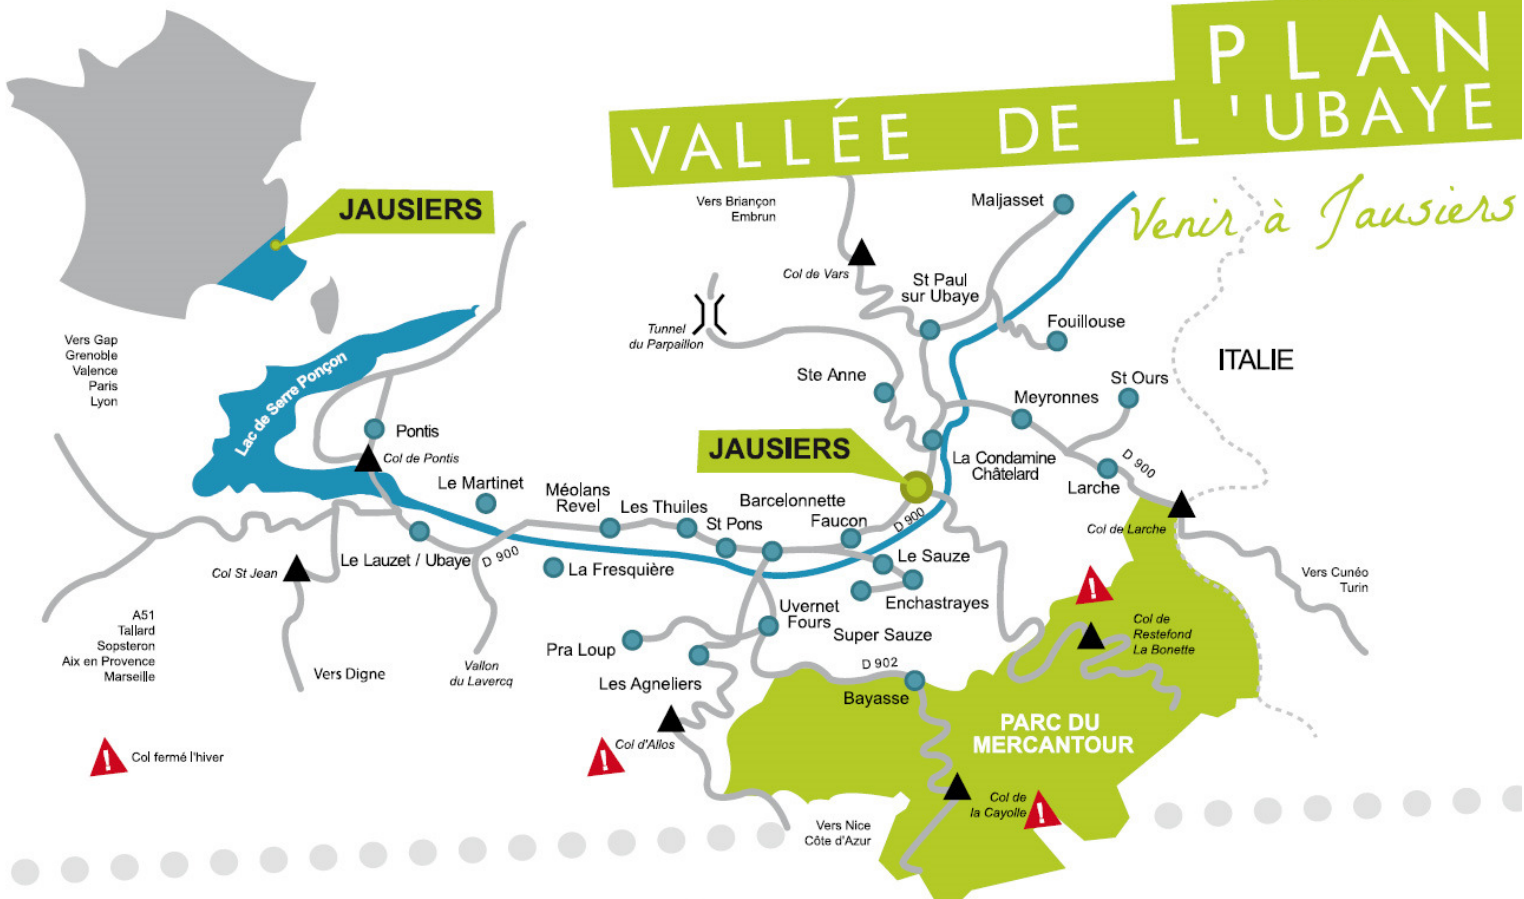 PLAN
VALLÉE DE L'UBAYE
Venir à Jausiers
JAUSIERS
Vers Briançon
Embrun
Maljasset
Col de Vars
St Paul
sur Ubaye
Tunnel
du Parpaillon
Fouillouse
ITALIE
Vers Gap
Grenoble
Valence
Paris
Lyon
Lac de Serre Ponçon
Ste Anne
St Ours
Meyronnes
Pontis
Col de Pontis
JAUSIERS
La Condamine
Châtelard
D 900
Larche
Le Martinet
Méolans
Revel
Les Thuiles
Barcelonnette
St Pons
Faucon
D 900
Col de Larche
Le Lauzet / Ubaye
D 900
Col St Jean
La Fresquière
Le Sauze
Enchastrayes
Vers Cunéo
Turin
A51
Tallard
Sopsteron
Aix en Provence
Marseille
Uvernet
Fours
Super Sauze
Col de
Restefond
La Bonette
Pra Loup
Vers Digne
Vallon
du Lavercq
Les Agneliers
D 902
Bayasse
PARC DU
MERCANTOUR
Col d'Allos
Col fermé l'hiver
Col de
la Cayolle
Vers Nice
Côte d'Azur